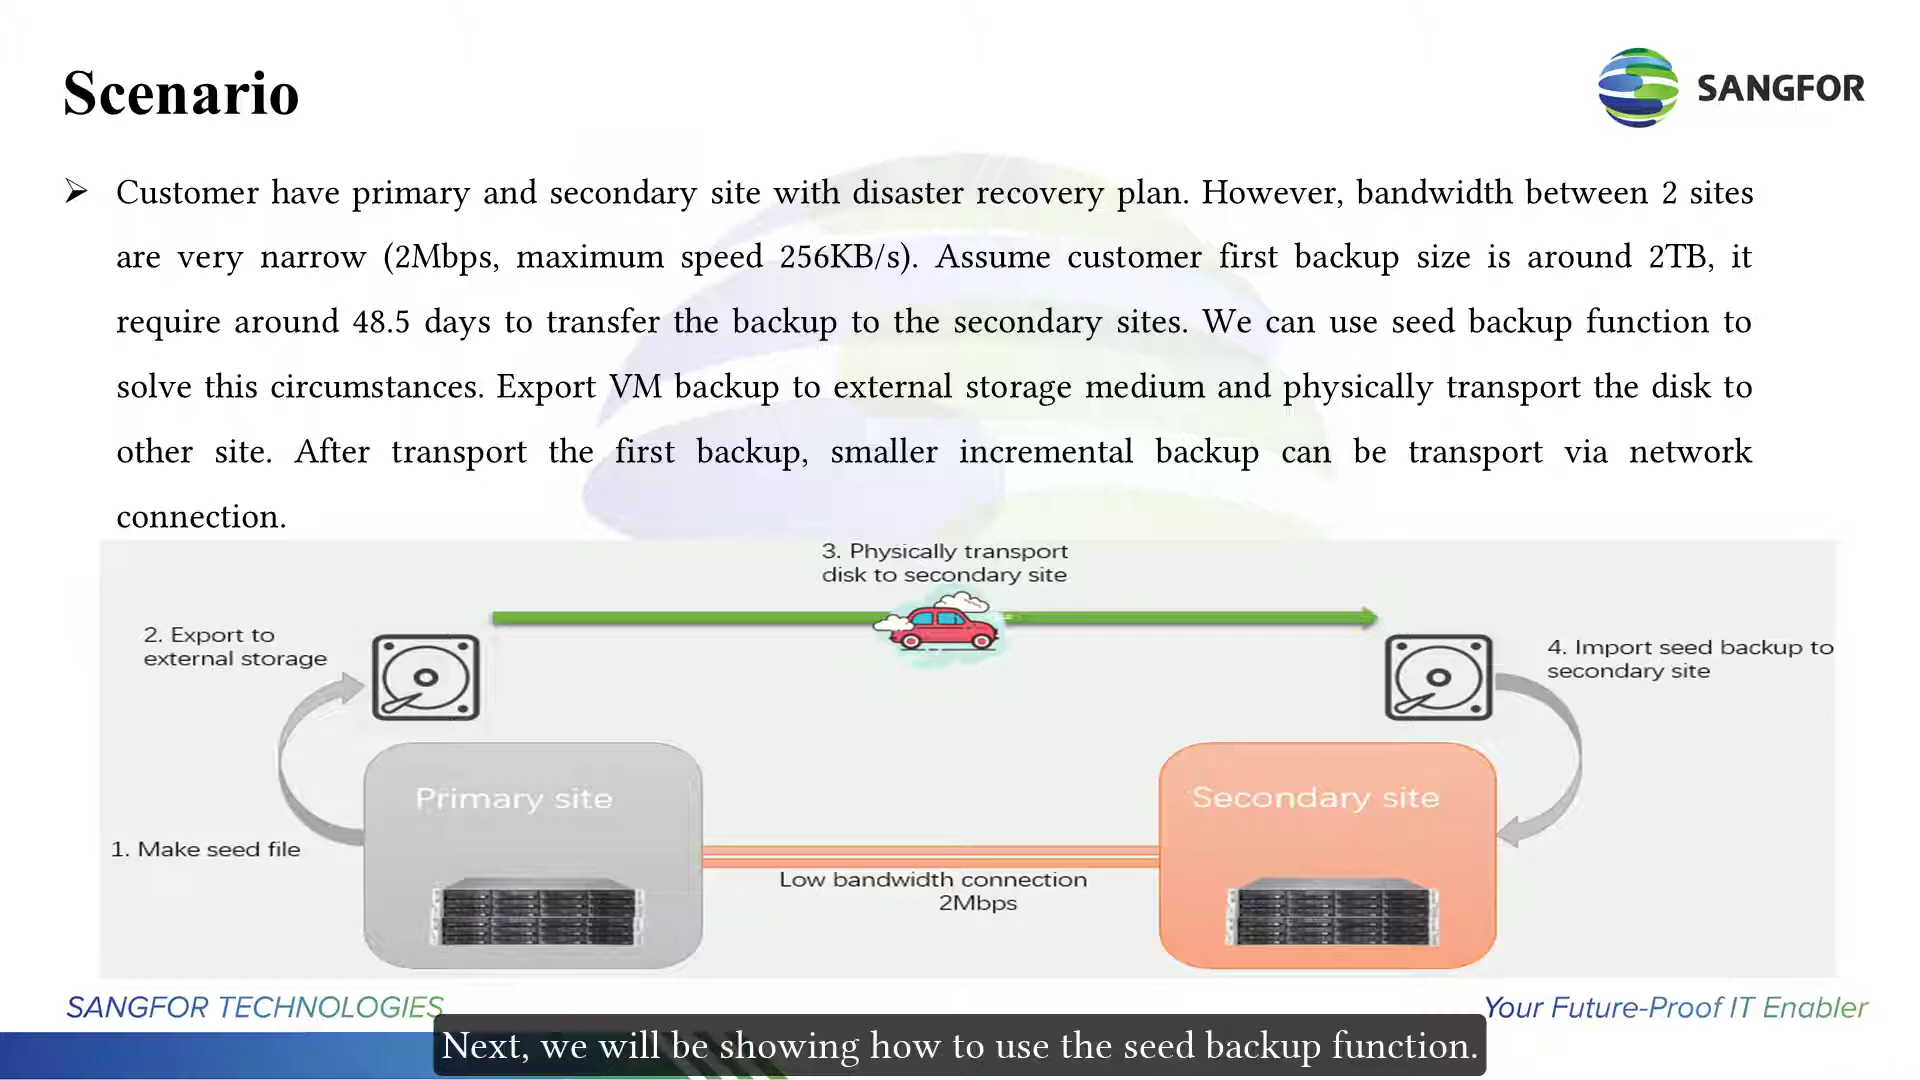 Scenario
SANGFOR
➢ Customer have primary and secondary site with disaster recovery plan. However, bandwidth between 2 sites
are very narrow (2Mbps, maximum speed 256KB/s). Assume customer first backup size is around 2TB, it
require around 48.5 days to transfer the backup to the secondary sites. We can use seed backup function to
solve this circumstances. Export VM backup to external storage medium and physically transport the disk to
other site. After transport the first backup, smaller incremental backup can be transport via network
connection.
3. Physically transport
disk to secondary site
2. Export to
external storage
4. Import seed backup to
secondary site
Primary site
Secondary site
1. Make seed file
Low bandwidth connection
2Mbps
SANGFOR TECHNOLOGIES
Your Future-Proof IT Enabler
Next, we will be showing how to use the seed backup function.